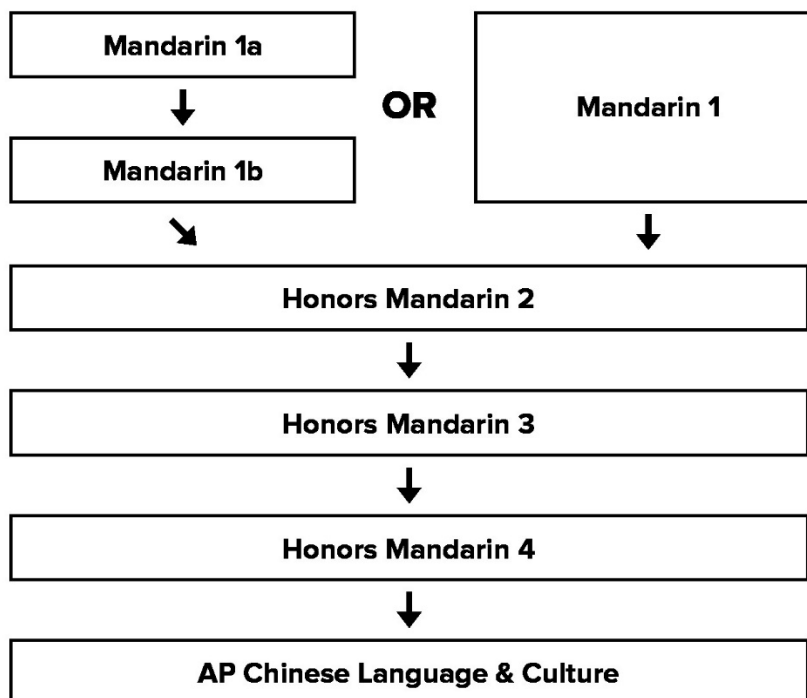 Mandarin 1a
OR
Mandarin 1
Mandarin 1b
Honors Mandarin 2
Honors Mandarin 3
Honors Mandarin 4
AP Chinese Language & Culture